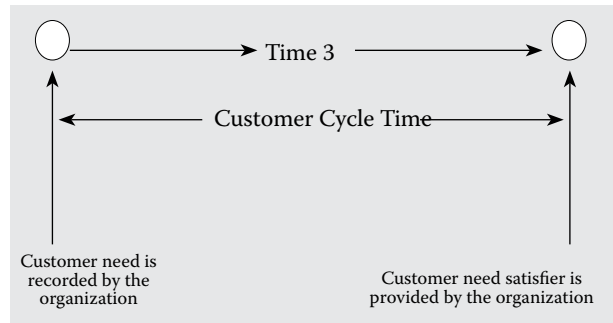 Time 3
Customer Cycle Time
Customer need is
recorded by the
organization
Customer need satisfier is
provided by the organization